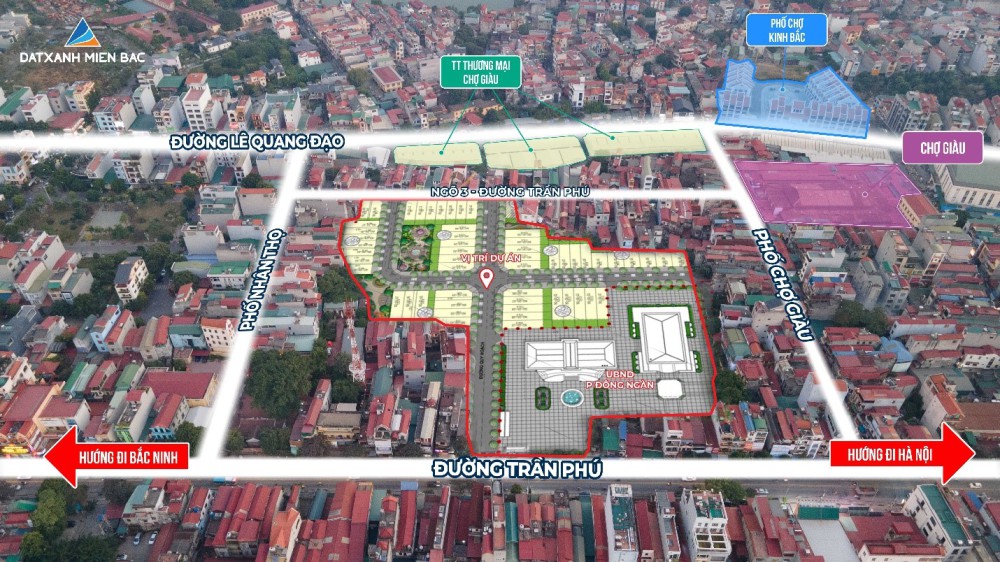 DATXANH MIEN BAC
PHỐ CHỢ
KINH BẮC
TT THƯƠNG MẠI
CHỢ GIÀU
ĐƯỜNG LÊ QUANG ĐẠO
CHỢ GIÀU
NGÕ 3 - ĐƯỜNG TRẦN PHÚ
PHỐ NHÂN THỌ
VỊ TRÍ DỰ ÁN
PHỐ CHỢ GIÀU
UBND
P ĐÔNG NGÀN
HƯỚNG ĐI BẮC NINH
HƯỚNG ĐI HÀ NỘI
ĐƯỜNG TRẦN PHÚ